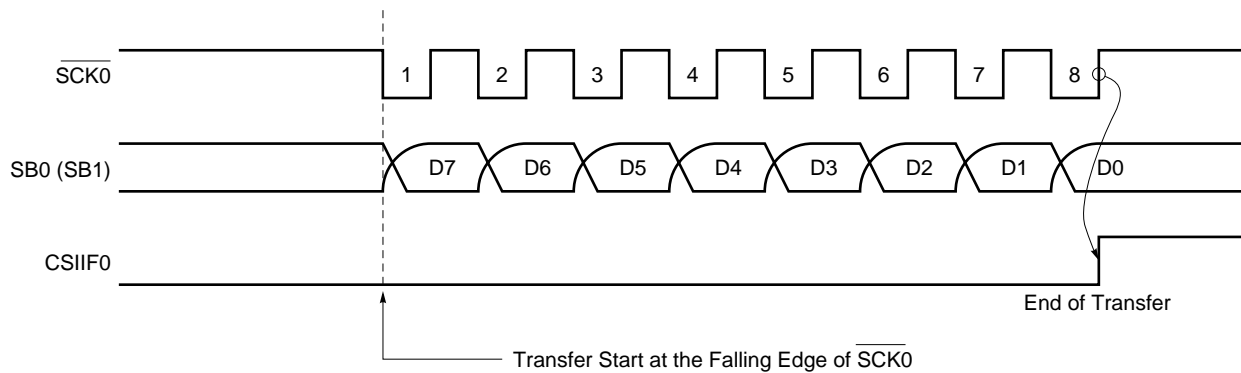 SCK0
1 2 3 4 5 6 7 8
SB0 (SB1)
D7 D6 D5 D4 D3 D2 D1 D0
CSIIF0
End of Transfer
Transfer Start at the Falling Edge of SCK0